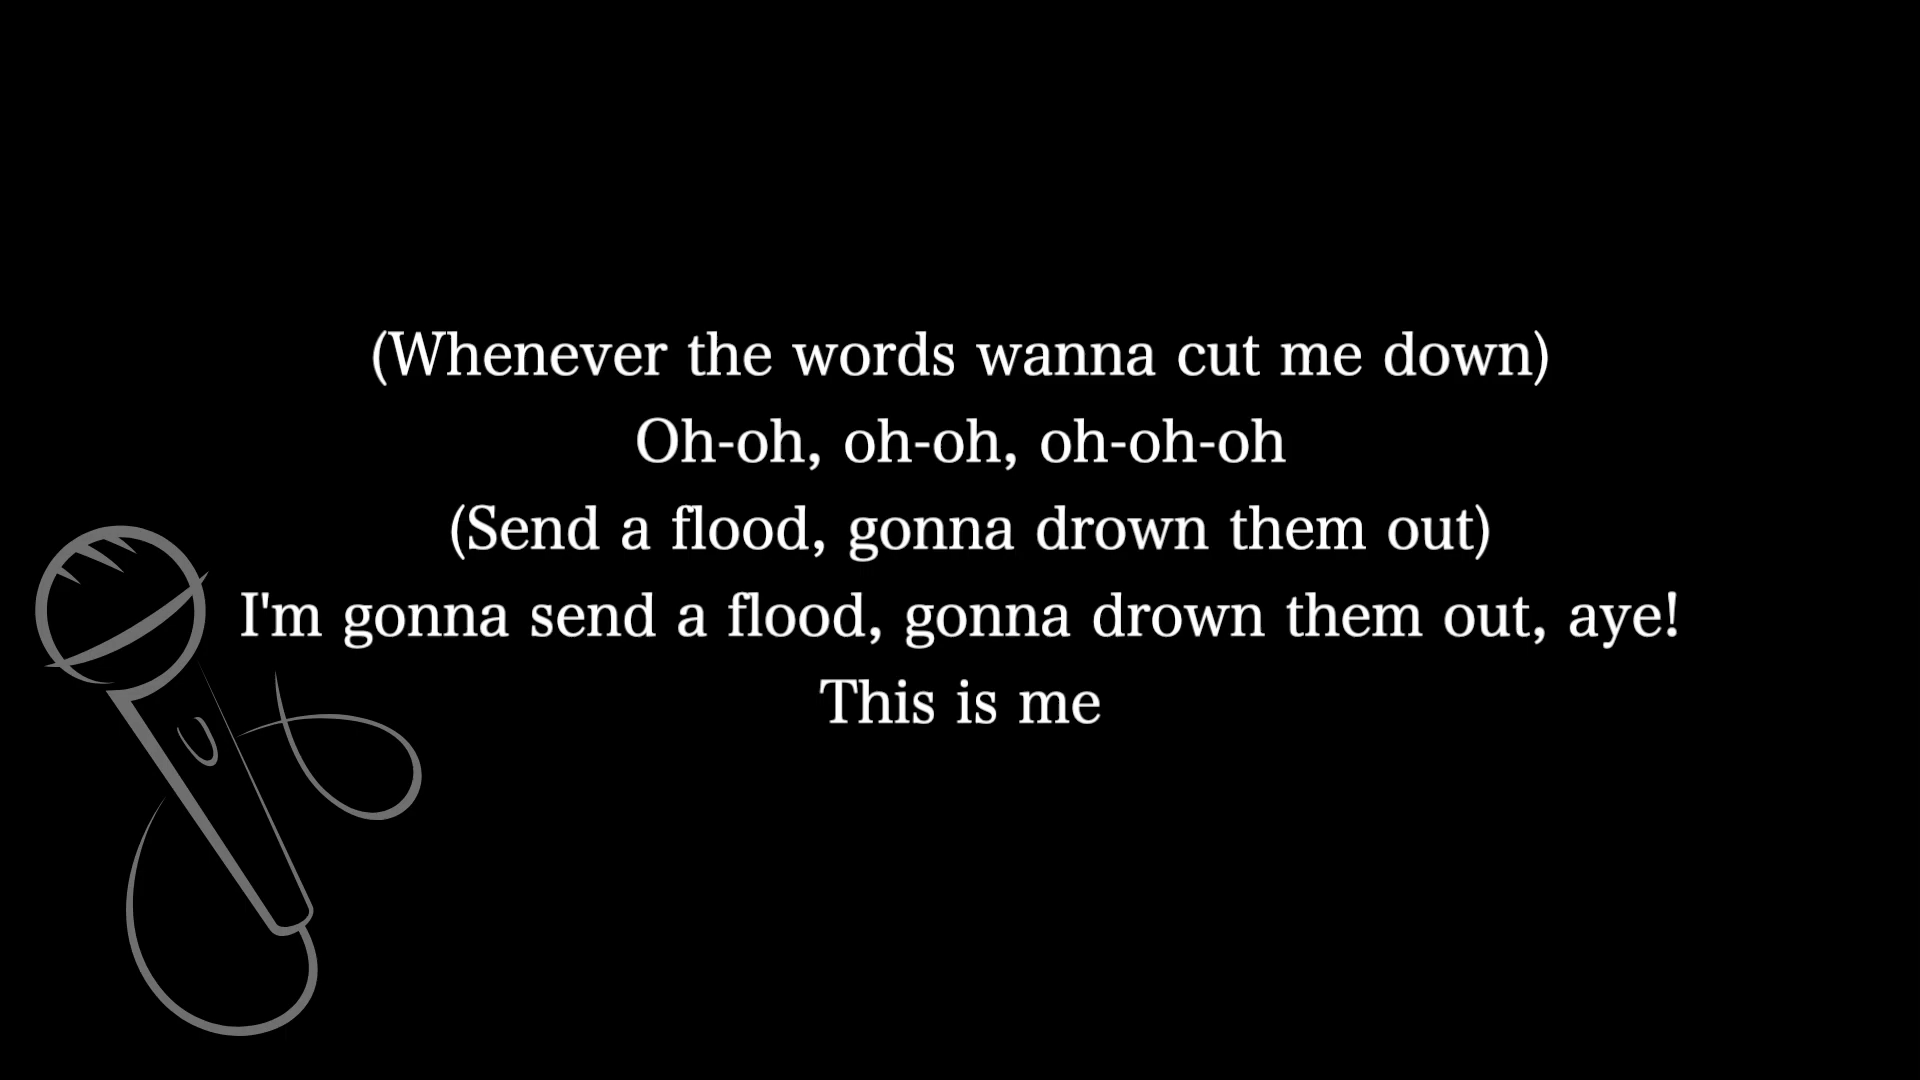 (Whenever the words wanna cut me down)
Oh-oh, oh-oh, oh-oh-oh
(Send a flood, gonna drown them out)
I'm gonna send a flood, gonna drown them out, aye!
This is me